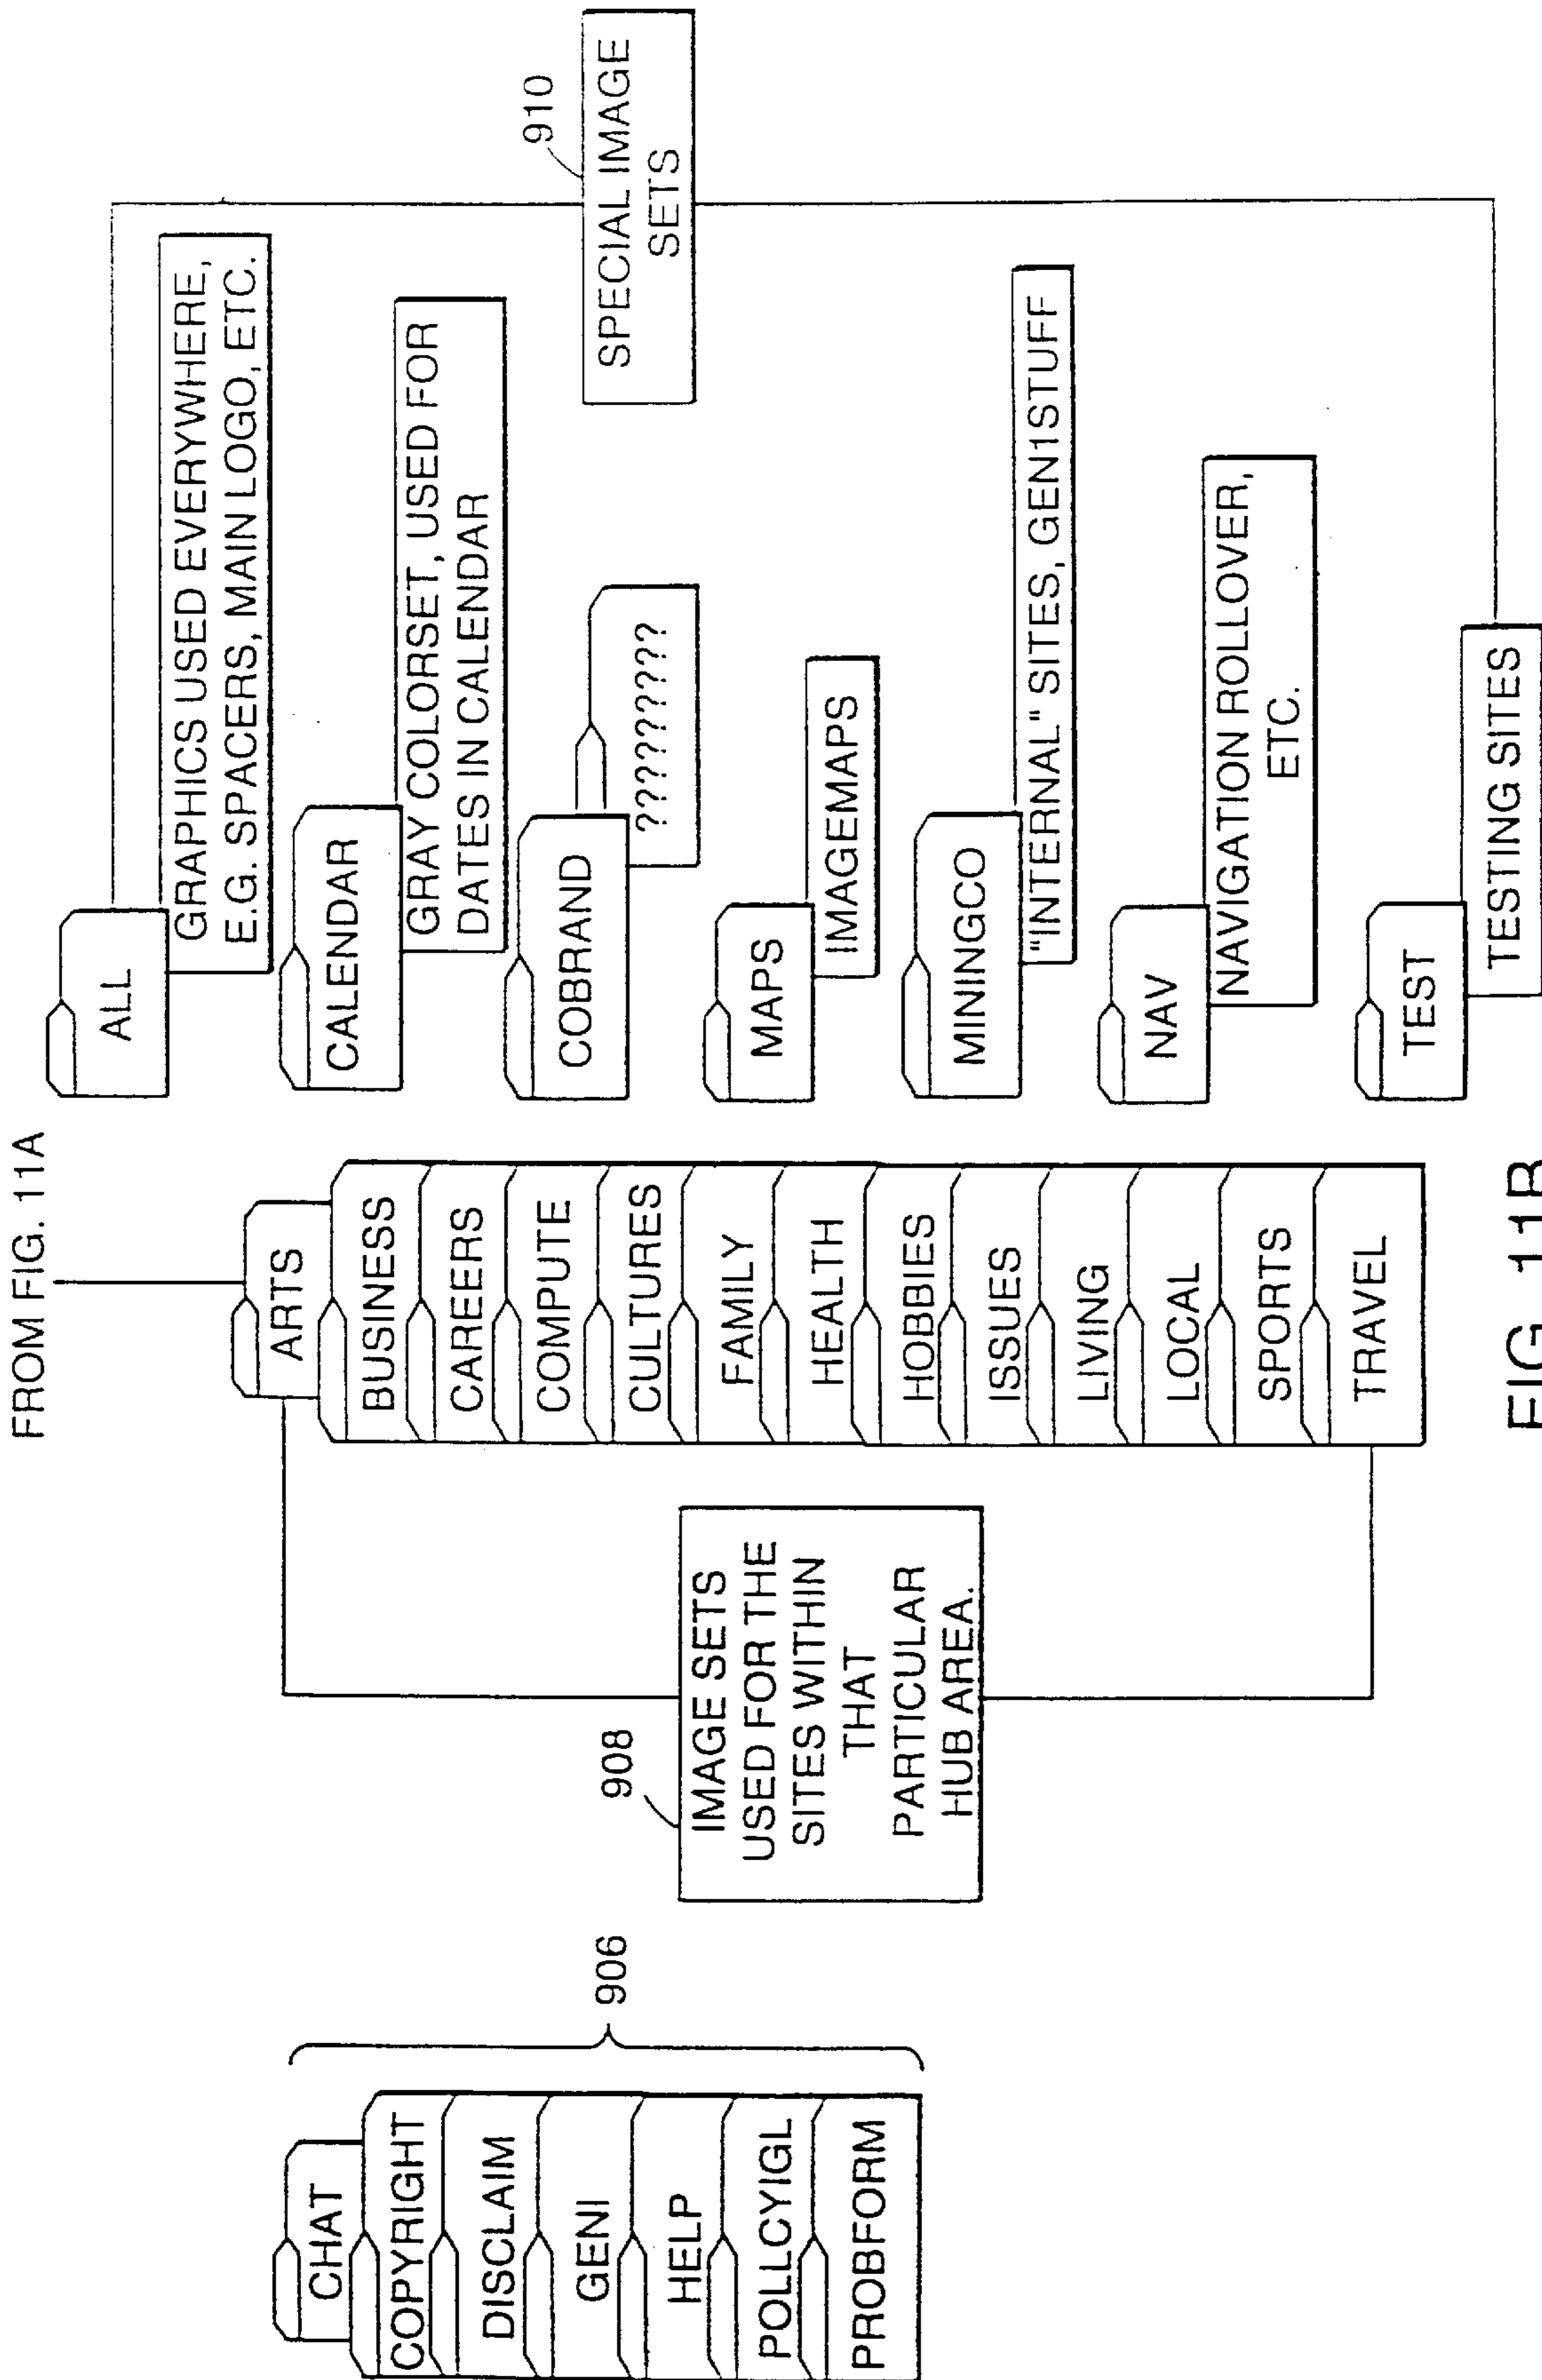 FROM FIG. 11A
CHAT
COPYRIGHT
DISCLAIM
GENI
HELP
POLLCYIGL
PROBFORM
906
908
IMAGE SETS
USED FOR THE
SITES WITHIN
THAT
PARTICULAR
HUB AREA.
ARTS
BUSINESS
CAREERS
COMPUTE
CULTURES
FAMILY
HEALTH
HOBBIES
ISSUES
LIVING
LOCAL
SPORTS
TRAVEL
ALL
GRAPHICS USED EVERYWHERE,
E.G. SPACERS, MAIN LOGO, ETC.
CALENDAR
GRAY COLORSET, USED FOR
DATES IN CALENDAR
COBRAND
?????????
MAPS
IMAGEMAPS
MININGCO
"INTERNAL" SITES, GEN1STUFF
NAV
NAVIGATION ROLLOVER,
ETC.
TEST
TESTING SITES
910
SPECIAL IMAGE
SETS
FIG. 11B